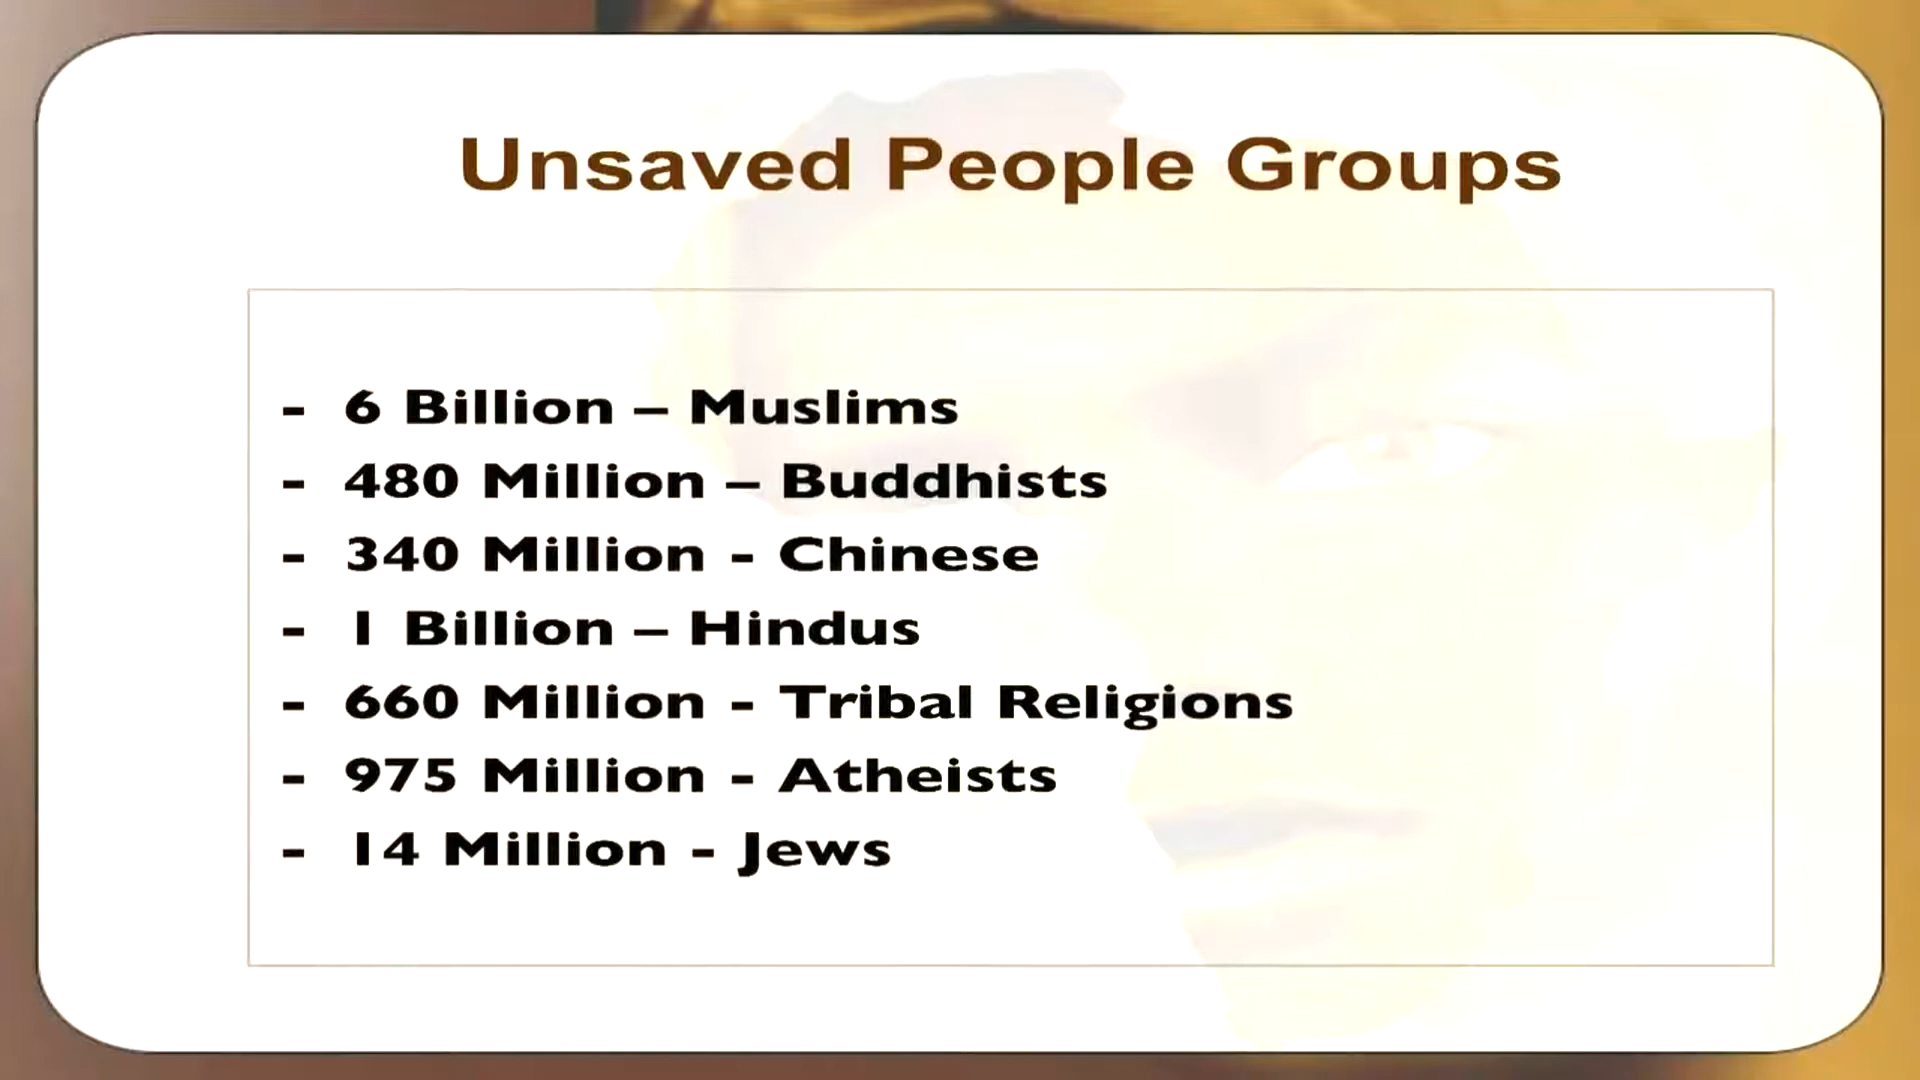 Unsaved People Groups
- 6 Billion – Muslims
- 480 Million – Buddhists
- 340 Million - Chinese
- 1 Billion – Hindus
- 660 Million - Tribal Religions
- 975 Million - Atheists
- 14 Million - Jews